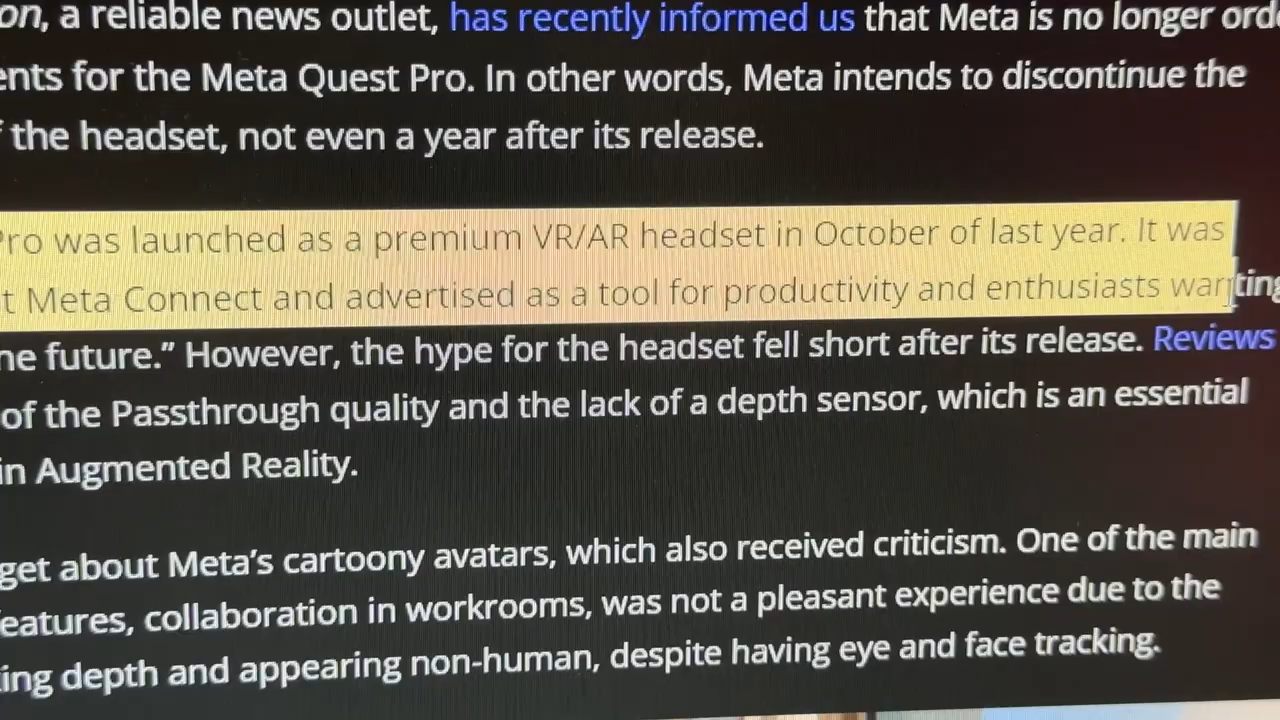 on, a reliable news outlet, has recently informed us that Meta is no longer ord
ents for the Meta Quest Pro. In other words, Meta intends to discontinue the
the headset, not even a year after its release.
Pro was launched as a premium VR/AR headset in October of last year. It was
t Meta Connect and advertised as a tool for productivity and enthusiasts wanting
he future.” However, the hype for the headset fell short after its release. Reviews
of the Passthrough quality and the lack of a depth sensor, which is an essential
in Augmented Reality.
get about Meta’s cartoony avatars, which also received criticism. One of the main
eatures, collaboration in workrooms, was not a pleasant experience due to the
ing depth and appearing non-human, despite having eye and face tracking.